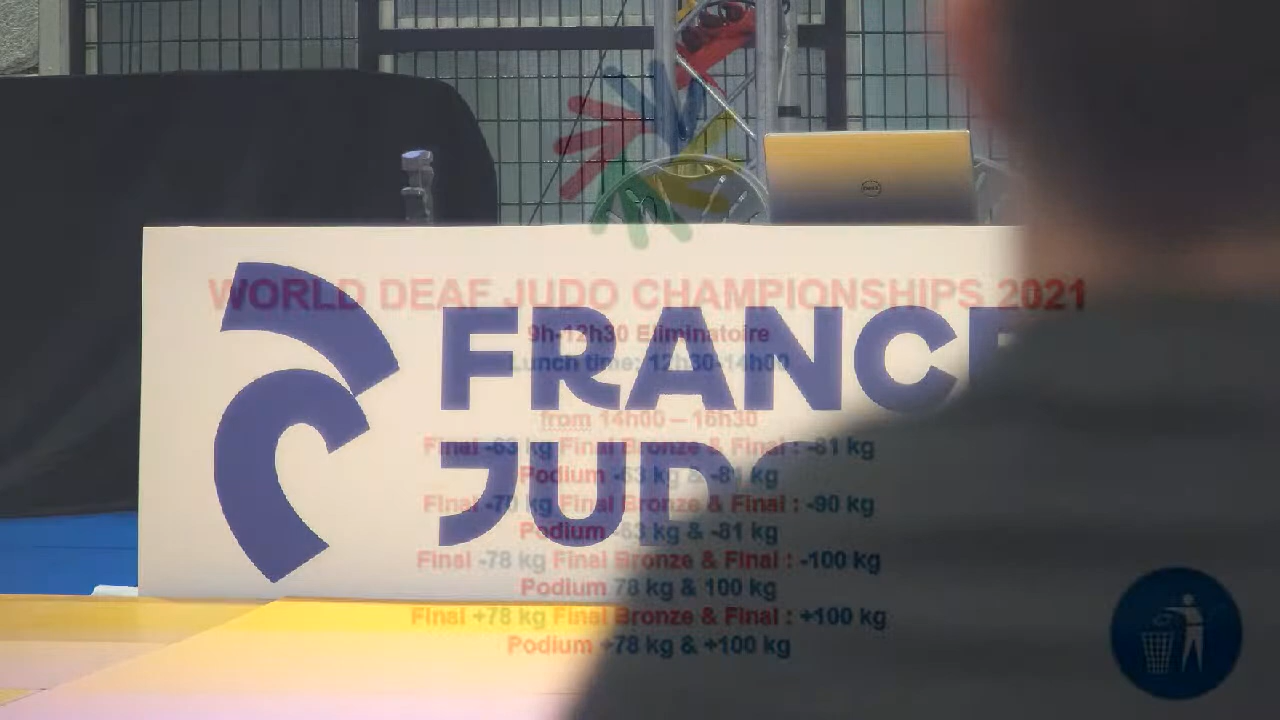 DELL
WORLD DEAF JUDO CHAMPIONSHIPS 2021
FRANCE
9h-12h30 Eliminatoire
Lunch time: 12h30-14h00
from 14h00 – 16h30
JUDO
Final -63 kg Final Bronze & Final : -81 kg
Podium -63 kg & -81 kg
Final -70 kg Final Bronze & Final : -90 kg
Podium -63 kg & -81 kg
Final -78 kg Final Bronze & Final : -100 kg
Podium 78 kg & 100 kg
Final +78 kg Final Bronze & Final : +100 kg
Podium +78 kg & +100 kg